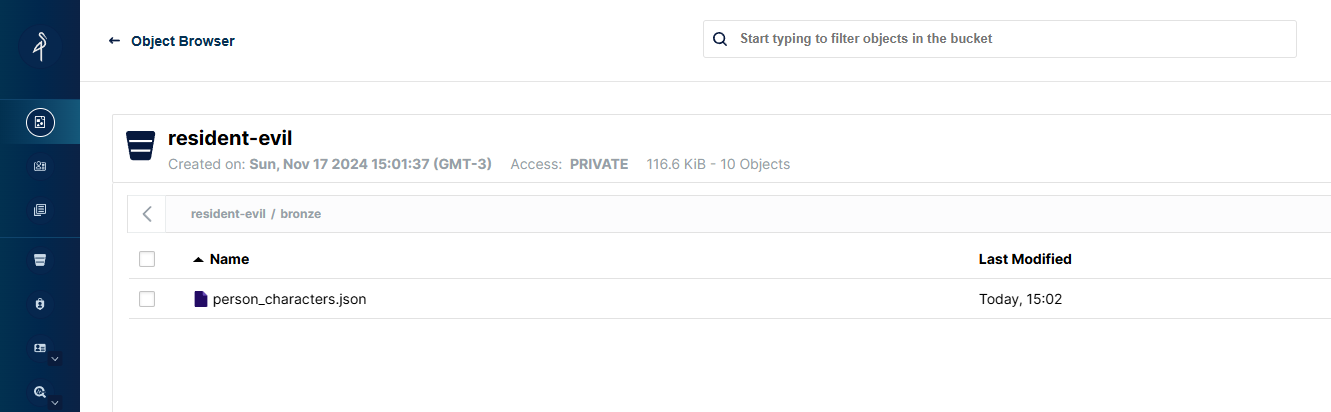 ← Object Browser
Start typing to filter objects in the bucket
resident-evil
Created on: Sun, Nov 17 2024 15:01:37 (GMT-3) Access: PRIVATE 116.6 KiB - 10 Objects
resident-evil / bronze
Name Last Modified
person_characters.json Today, 15:02